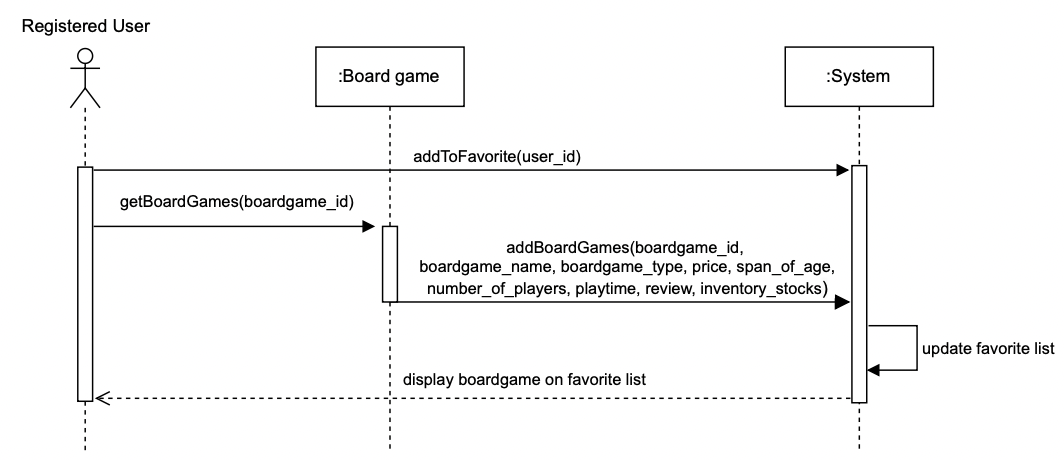 Registered User
:Board game
:System
addToFavorite(user_id)
getBoardGames(boardgame_id)
addBoardGames(boardgame_id,
boardgame_name, boardgame_type, price, span_of_age,
number_of_players, playtime, review, inventory_stocks)
update favorite list
display boardgame on favorite list